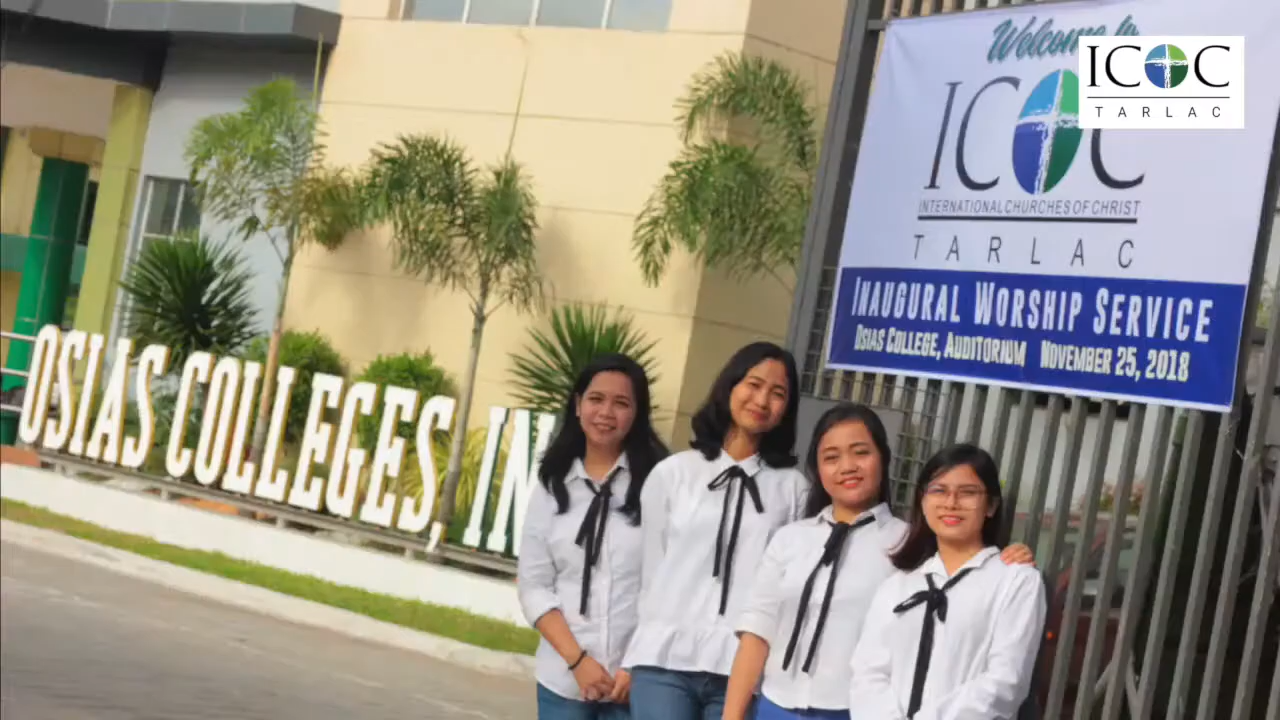 OSIAS COLLEGES, IN
Welcome to
ICOC
INTERNATIONAL CHURCHES OF CHRIST
TARLAC
INAUGURAL WORSHIP SERVICE
OSIAS COLLEGE, AUDITORIUM NOVEMBER 25, 2018
ICOC
TARLAC